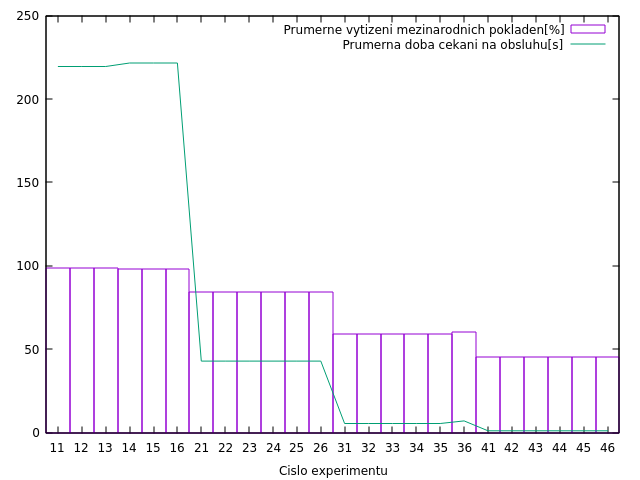 Prumerne vytizeni mezinarodnich pokladen[%]
Prumerna doba cekani na obsluhu[s]
250
200
150
100
50
0
11 12 13 14 15 16 21 22 23 24 25 26 31 32 33 34 35 36 41 42 43 44 45 46
Cislo experimentu